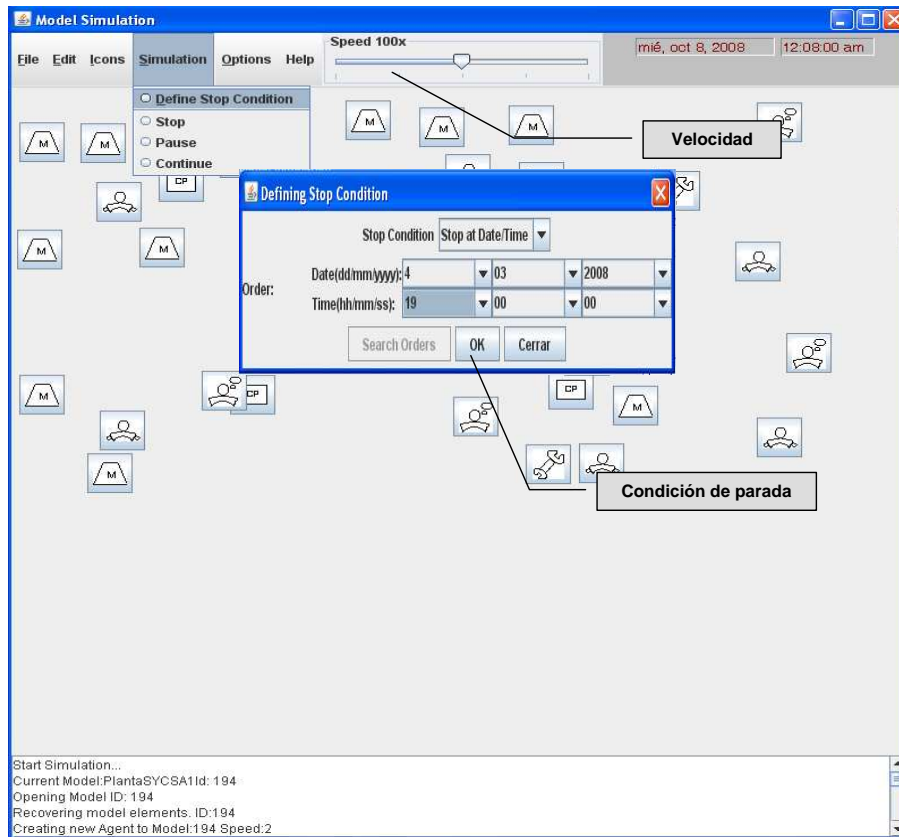 Model Simulation
File Edit Icons Simulation Options Help
Speed 100x
mié, oct 8, 2008 12:08:00 am
Define Stop Condition
Stop
Pause
Continue
M M M
Velocidad
M M
CP
Defining Stop Condition
Stop Condition Stop at Date/Time
M M
Order:
Date(dd/mm/yyyy): 4 03 2008
Time(hh/mm/ss): 19 00 00
Search Orders OK Cerrar
M CP CP M
M
Condición de parada
Start Simulation...
Current Model:PlantaSYCSA1Id: 194
Opening Model ID: 194
Recovering model elements. ID:194
Creating new Agent to Model:194 Speed:2